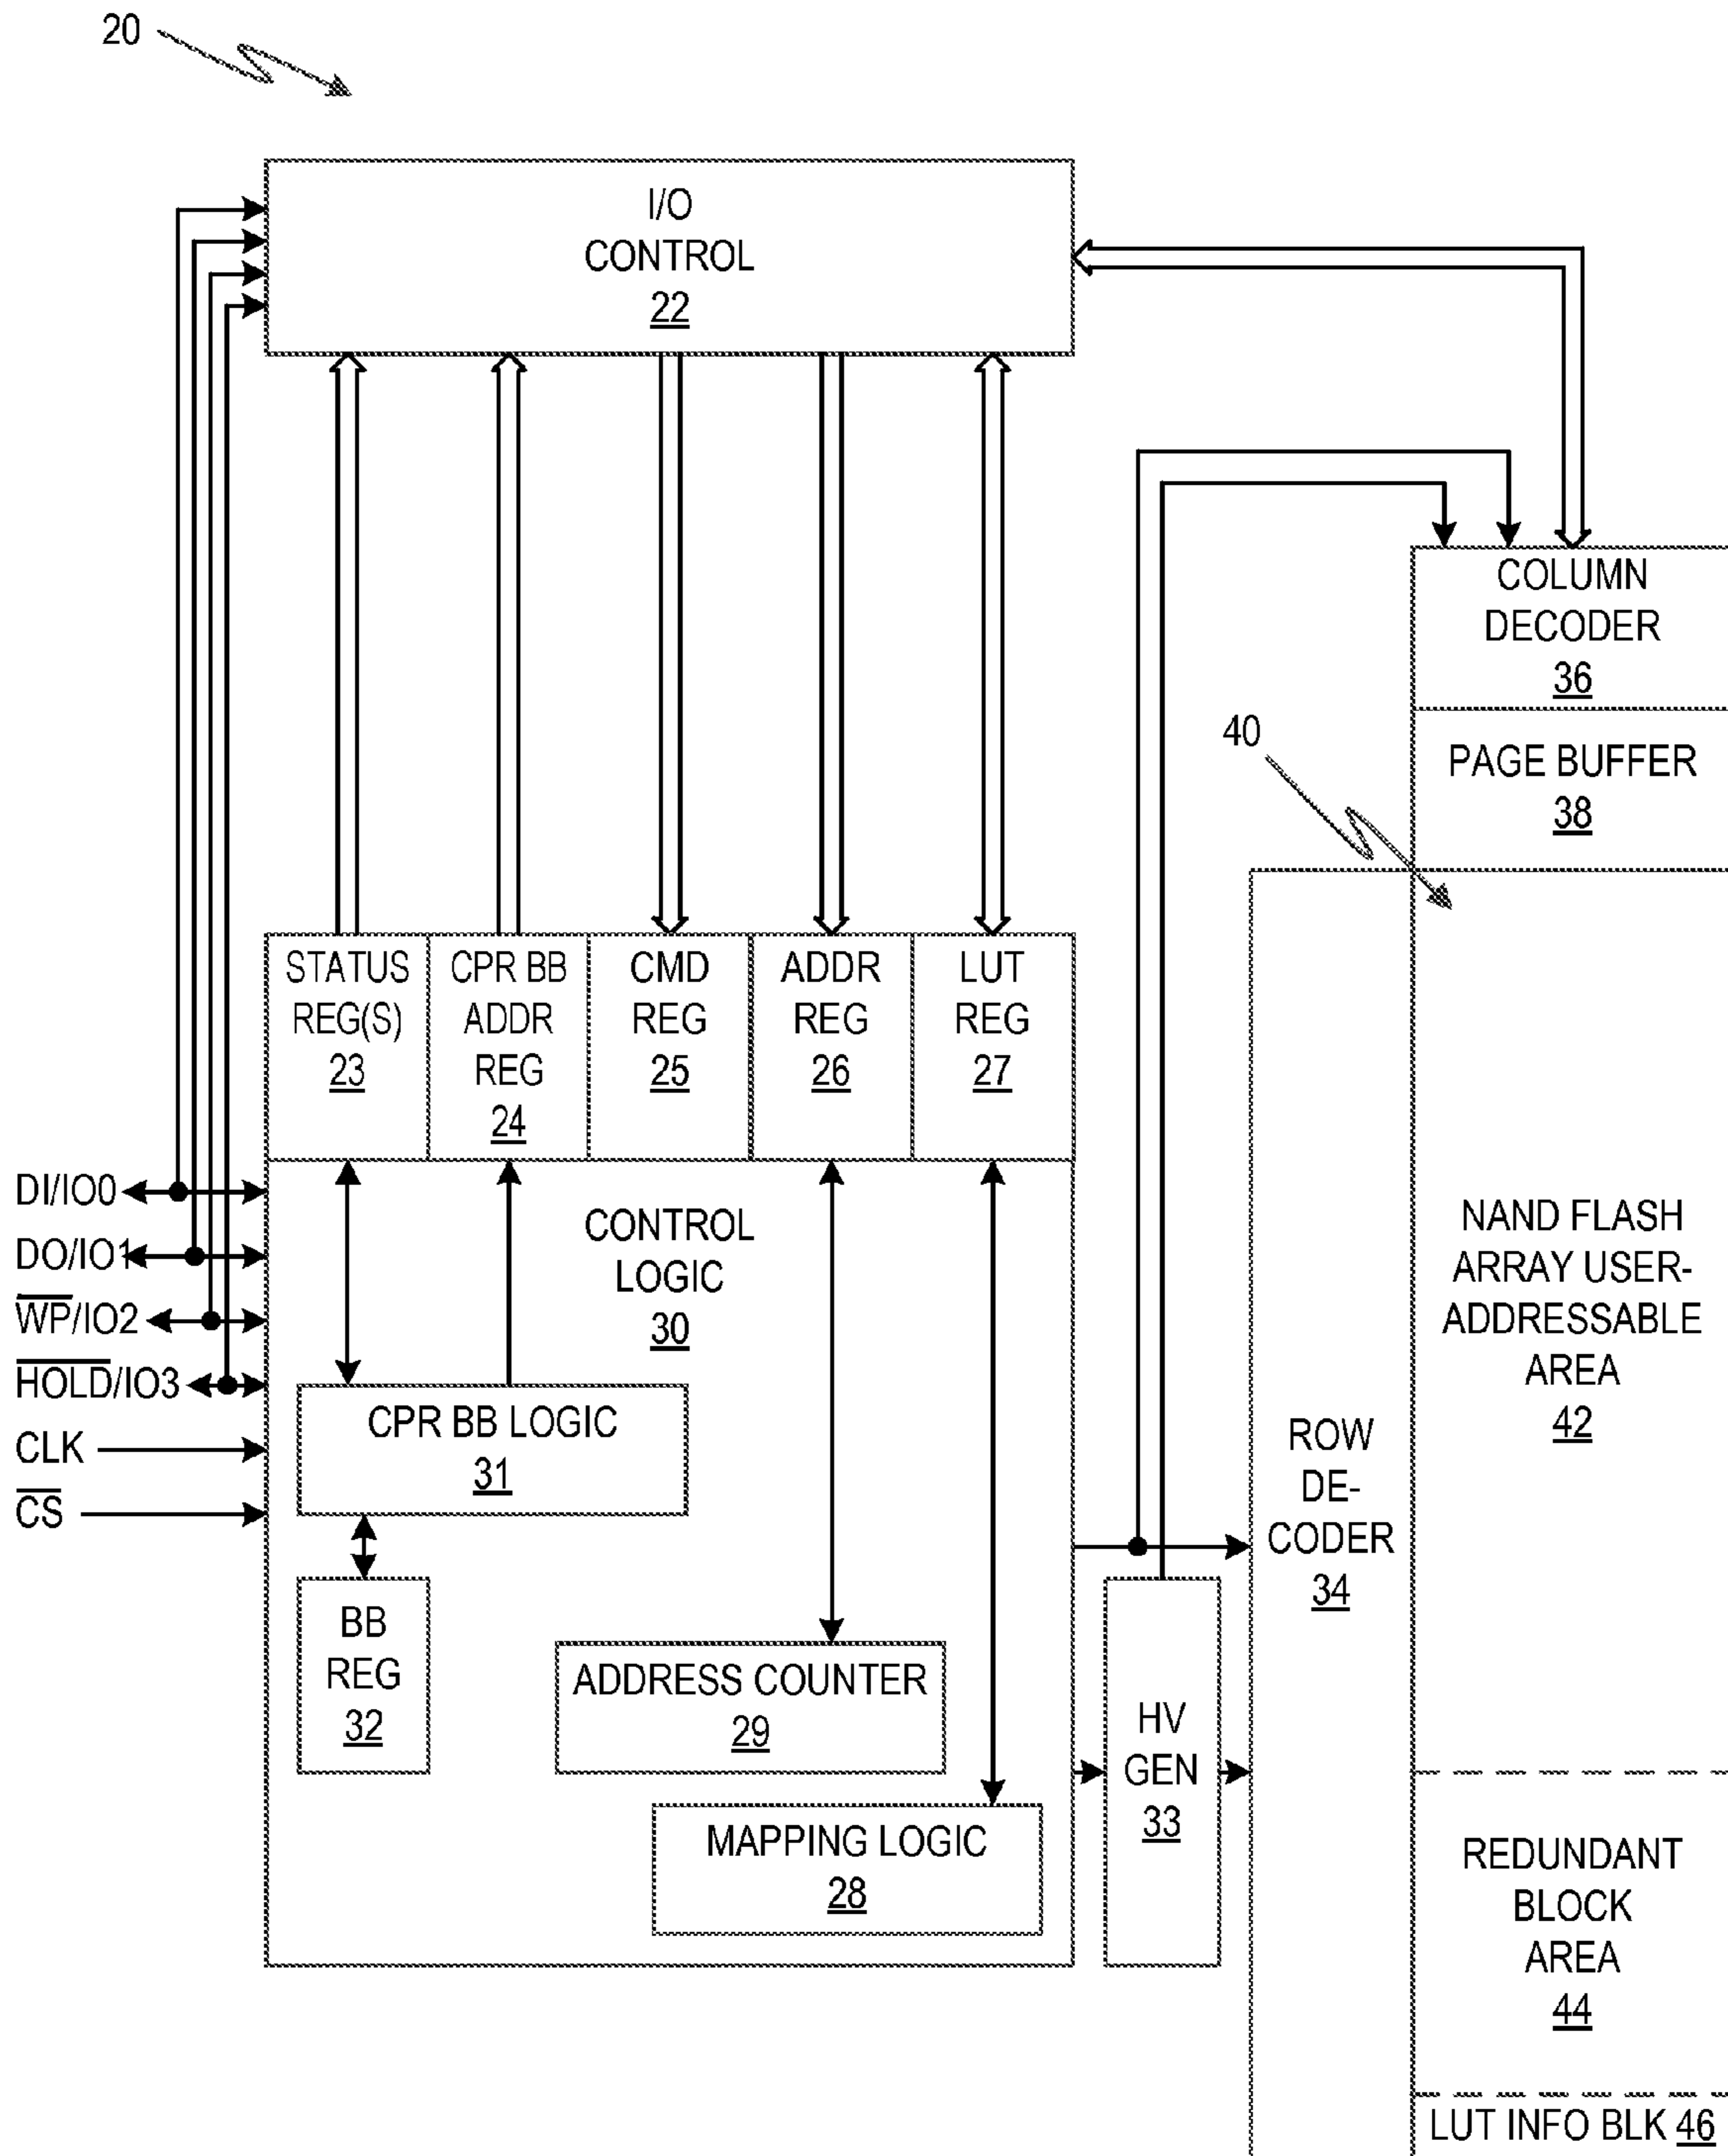 20
I/O
CONTROL
22
COLUMN
DECODER
36
PAGE BUFFER
38
40
STATUS
REG(S)
23
CPR BB
ADDR
REG
24
CMD
REG
25
ADDR
REG
26
LUT
REG
27
DI/IO0
DO/IO1
W̅P̅/IO2
H̅O̅L̅D̅/IO3
CLK
C̅S̅
CONTROL
LOGIC
30
CPR BB LOGIC
31
BB
REG
32
ADDRESS COUNTER
29
MAPPING LOGIC
28
HV
GEN
33
ROW
DE-
CODER
34
NAND FLASH
ARRAY USER-
ADDRESSABLE
AREA
42
REDUNDANT
BLOCK
AREA
44
LUT INFO BLK 46